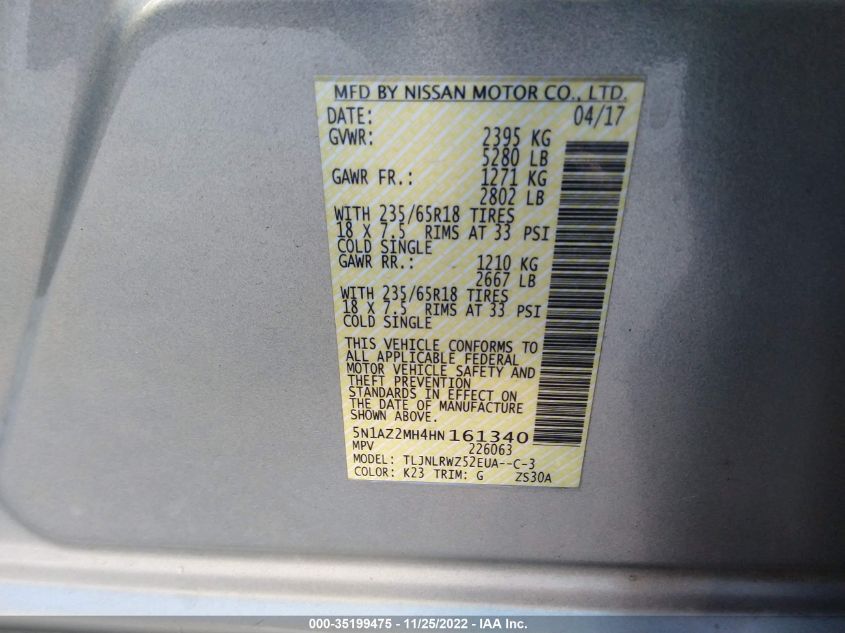 MFD BY NISSAN MOTOR CO., LTD.
DATE: 04/17
GVWR: 2395 KG
5280 LB
GAWR FR.: 1271 KG
2802 LB
WITH 235/65R18 TIRES
18 X 7.5 RIMS AT 33 PSI
COLD SINGLE
GAWR RR.: 1210 KG
2667 LB
WITH 235/65R18 TIRES
18 X 7.5 RIMS AT 33 PSI
COLD SINGLE
THIS VEHICLE CONFORMS TO
ALL APPLICABLE FEDERAL
MOTOR VEHICLE SAFETY AND
THEFT PREVENTION
STANDARDS IN EFFECT ON
THE DATE OF MANUFACTURE
SHOWN ABOVE.
5N1AZ2MH4HN161340
MPV 226063
MODEL: TLJNLRWZ52EUA--C-3
COLOR: K23 TRIM: G ZS30A
000-35199475 - 11/25/2022 - IAA Inc.